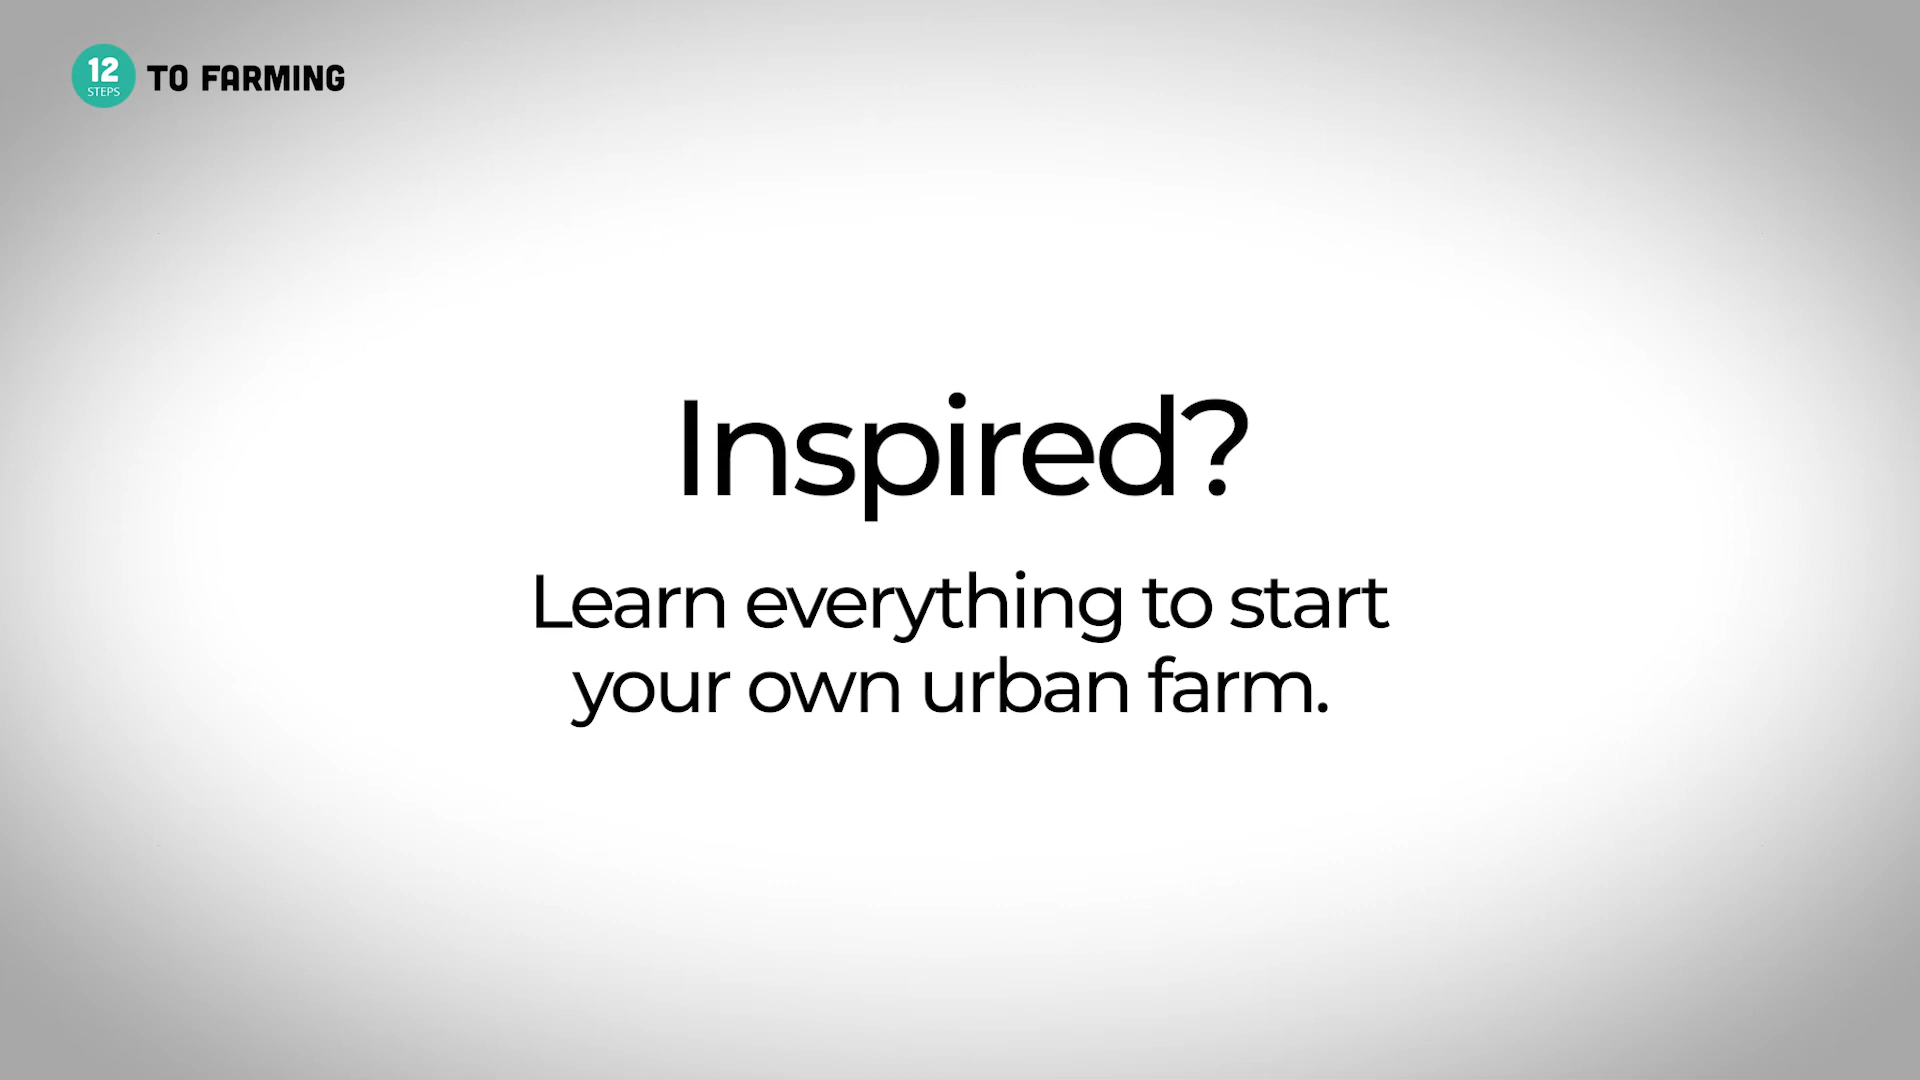 12
STEPS
TO FARMING
Inspired?
Learn everything to start
your own urban farm.